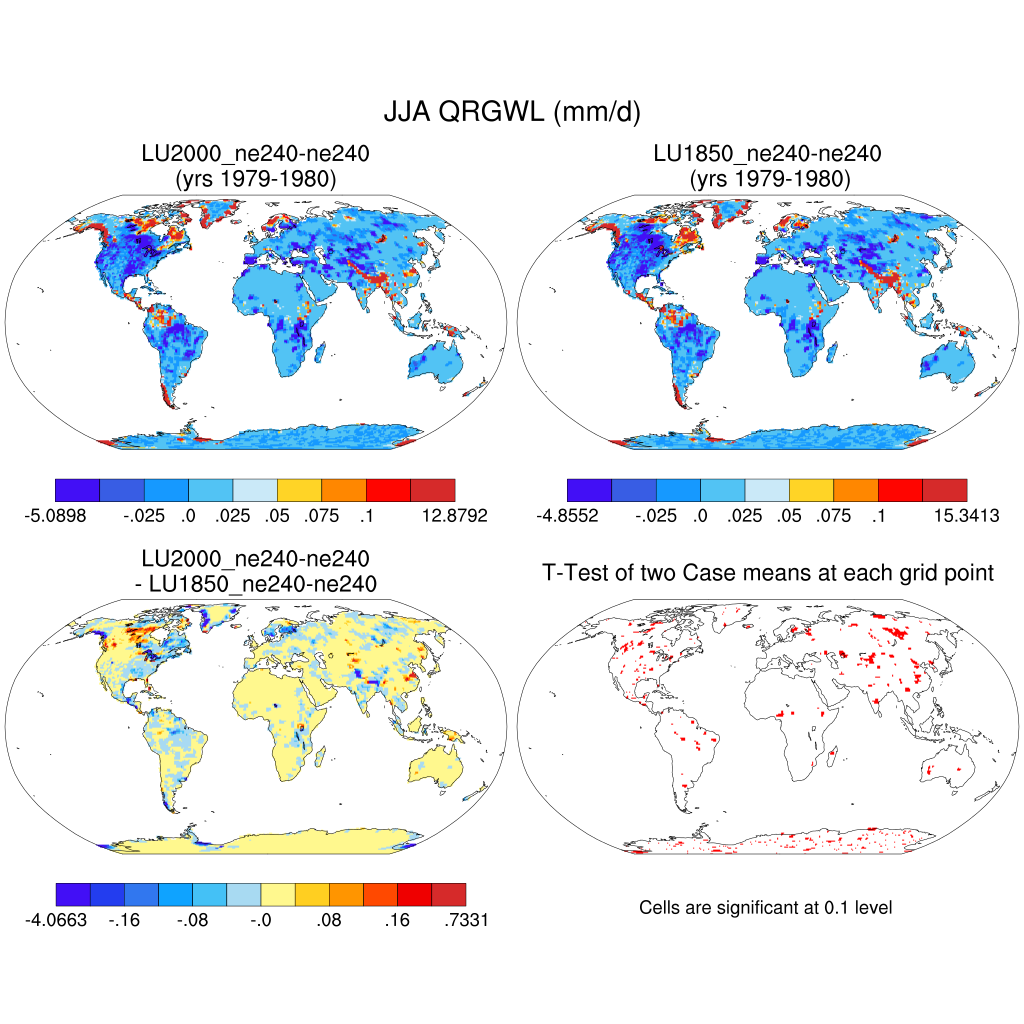 JJA QRGWL (mm/d)
LU2000_ne240-ne240
(yrs 1979-1980)
LU1850_ne240-ne240
(yrs 1979-1980)
-5.0898 -.025 .0 .025 .05 .075 .1 12.8792
-4.8552 -.025 .0 .025 .05 .075 .1 15.3413
LU2000_ne240-ne240
- LU1850_ne240-ne240
T-Test of two Case means at each grid point
-4.0663 -.16 -.08 -.0 .08 .16 .7331
Cells are significant at 0.1 level